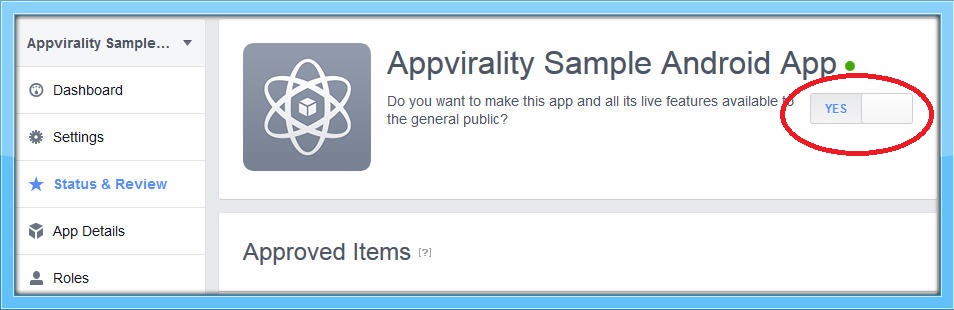 Appvirality Sample...
Dashboard
Settings
Status & Review
App Details
Roles
Appvirality Sample Android App
Do you want to make this app and all its live features available to
the general public?
YES
Approved Items [?]